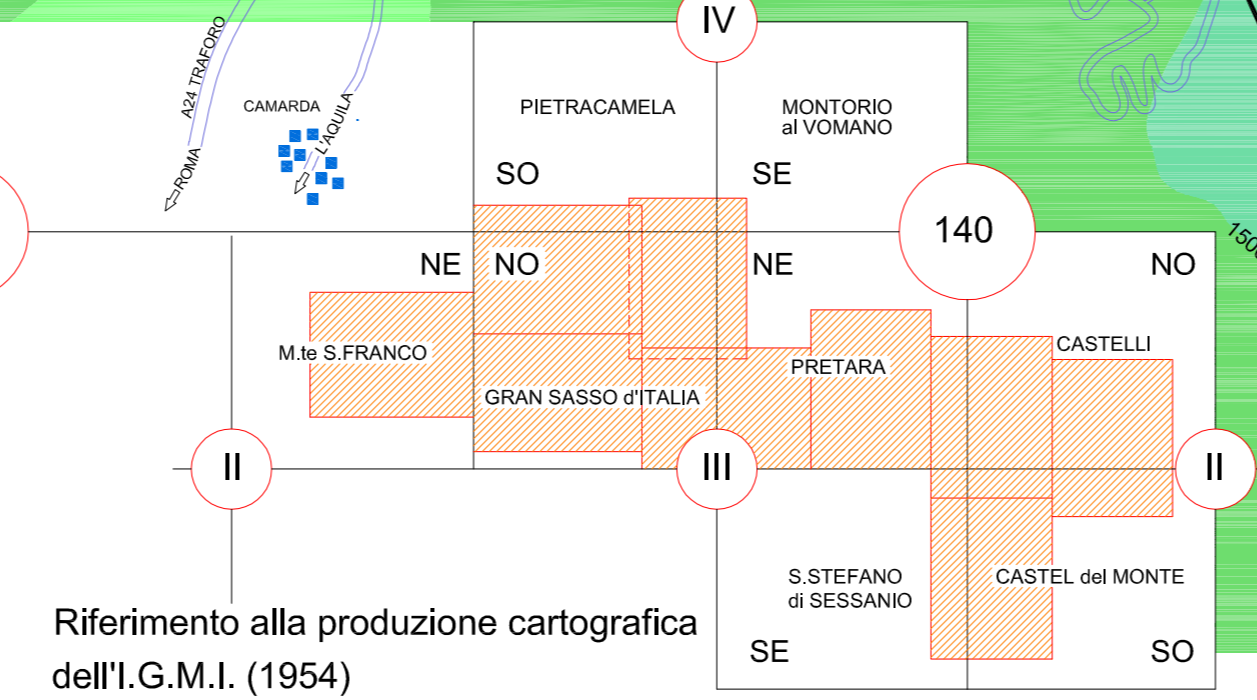 IV
A24 TRAFORO
CAMARDA
PIETRACAMELA
MONTORIO
al VOMANO
L'AQUILA
ROMA
SO
SE
140
NE
NO
NE
NO
M.te S.FRANCO
CASTELLI
PRETARA
GRAN SASSO d'ITALIA
II
III
II
S.STEFANO
di SESSANIO
CASTEL del MONTE
Riferimento alla produzione cartografica
dell'I.G.M.I. (1954)
SE
SO